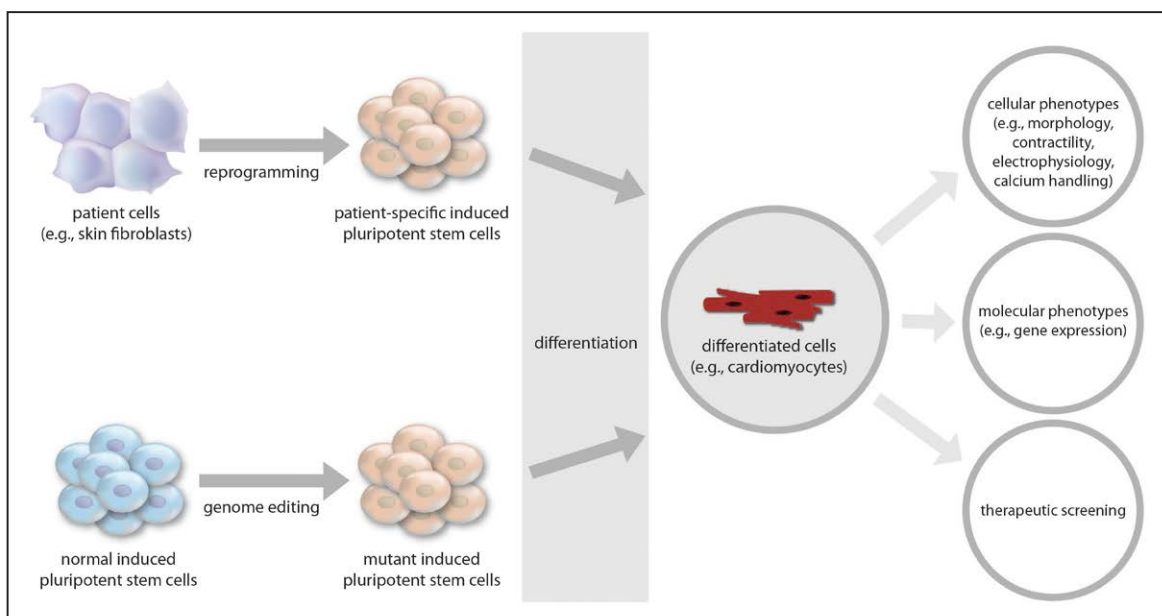 reprogramming
patient cells
(e.g., skin fibroblasts)
patient-specific induced
pluripotent stem cells
genome editing
normal induced
pluripotent stem cells
mutant induced
pluripotent stem cells
differentiation
differentiated cells
(e.g., cardiomyocytes)
cellular phenotypes
(e.g., morphology,
contractility,
electrophysiology,
calcium handling)
molecular phenotypes
(e.g., gene expression)
therapeutic screening